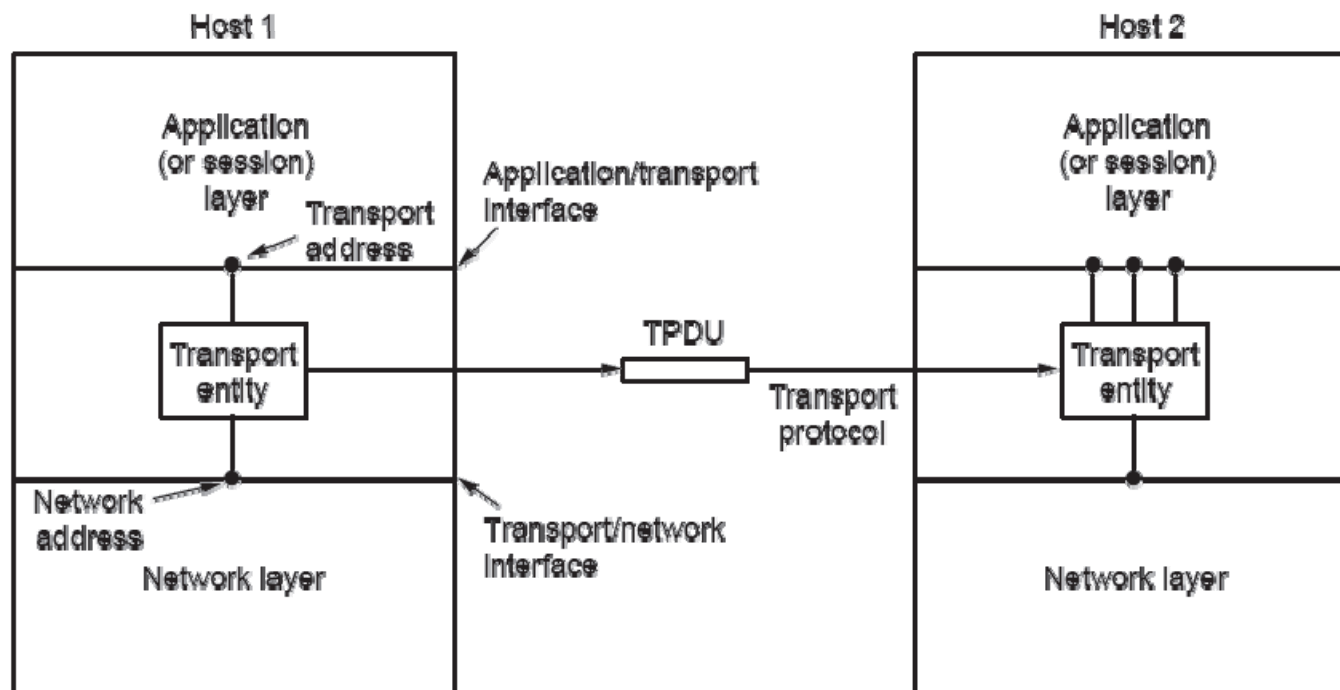 Host 1
Host 2
Application
(or session)
layer
Transport
address
Application/transport
Interface
Application
(or session)
layer
Transport
entity
TPDU
Transport
protocol
Transport
entity
Network
address
Network layer
Transport/network
Interface
Network layer